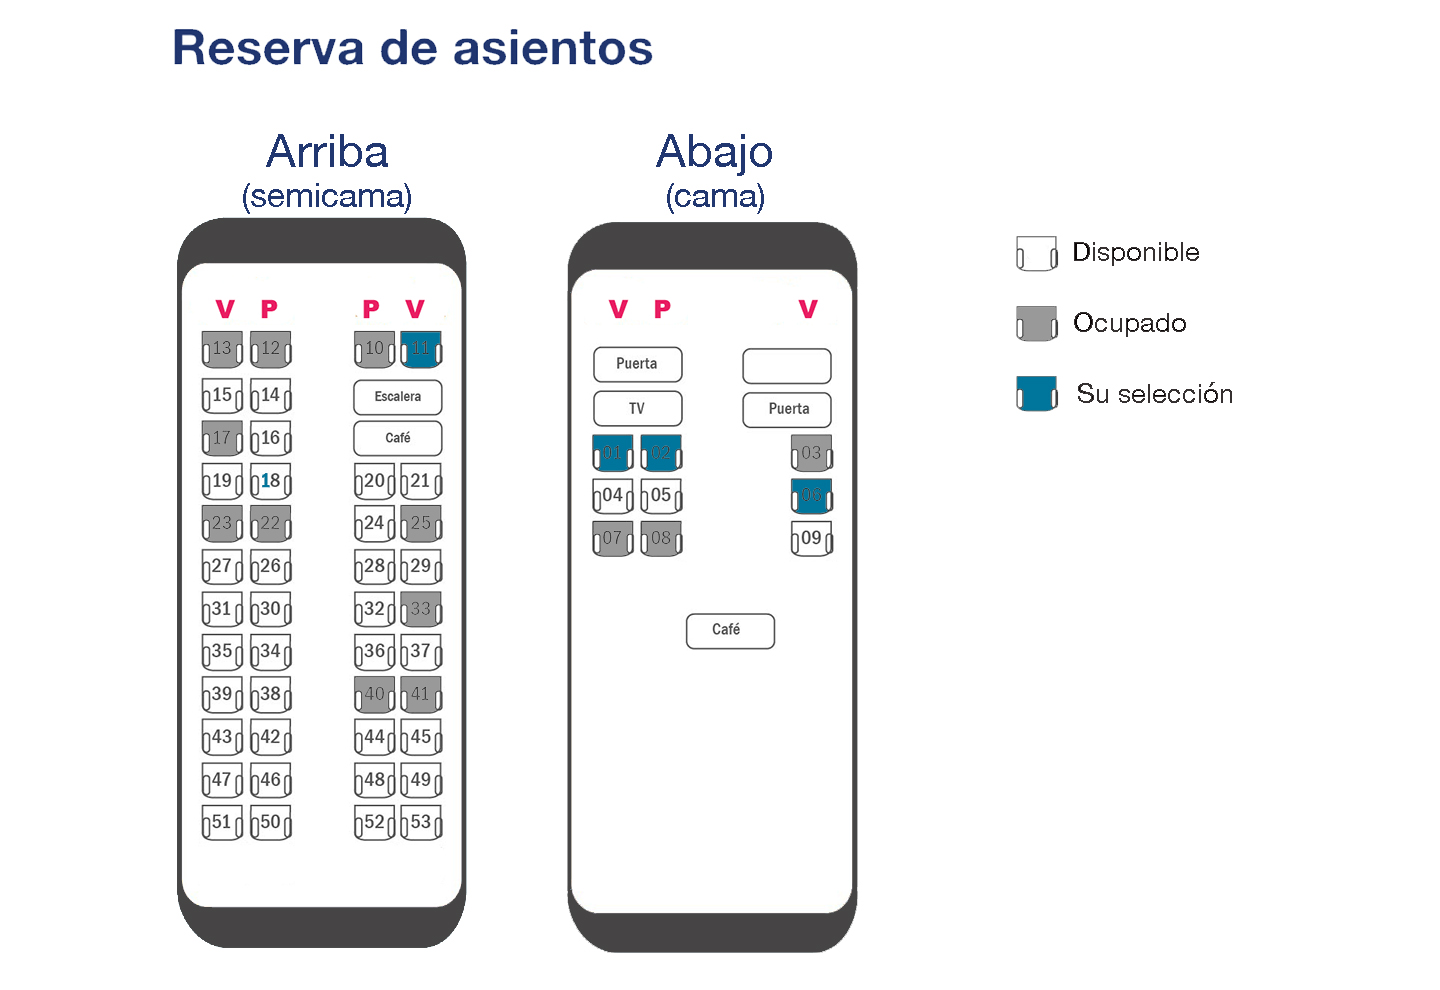 Reserva de asientos
Arriba
(semicama)
V P P V
13 12 10 11
15 14 Escalera
17 16 Café
19 18 20 21
23 22 24 25
27 26 28 29
31 30 32 33
35 34 36 37
39 38 40 41
43 42 44 45
47 46 48 49
51 50 52 53
Abajo
(cama)
V P V
Puerta
TV Puerta
01 02 03
04 05 06
07 08 09
Café
Disponible
Ocupado
Su selección